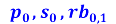 p₀, s₀, rb₀,₁